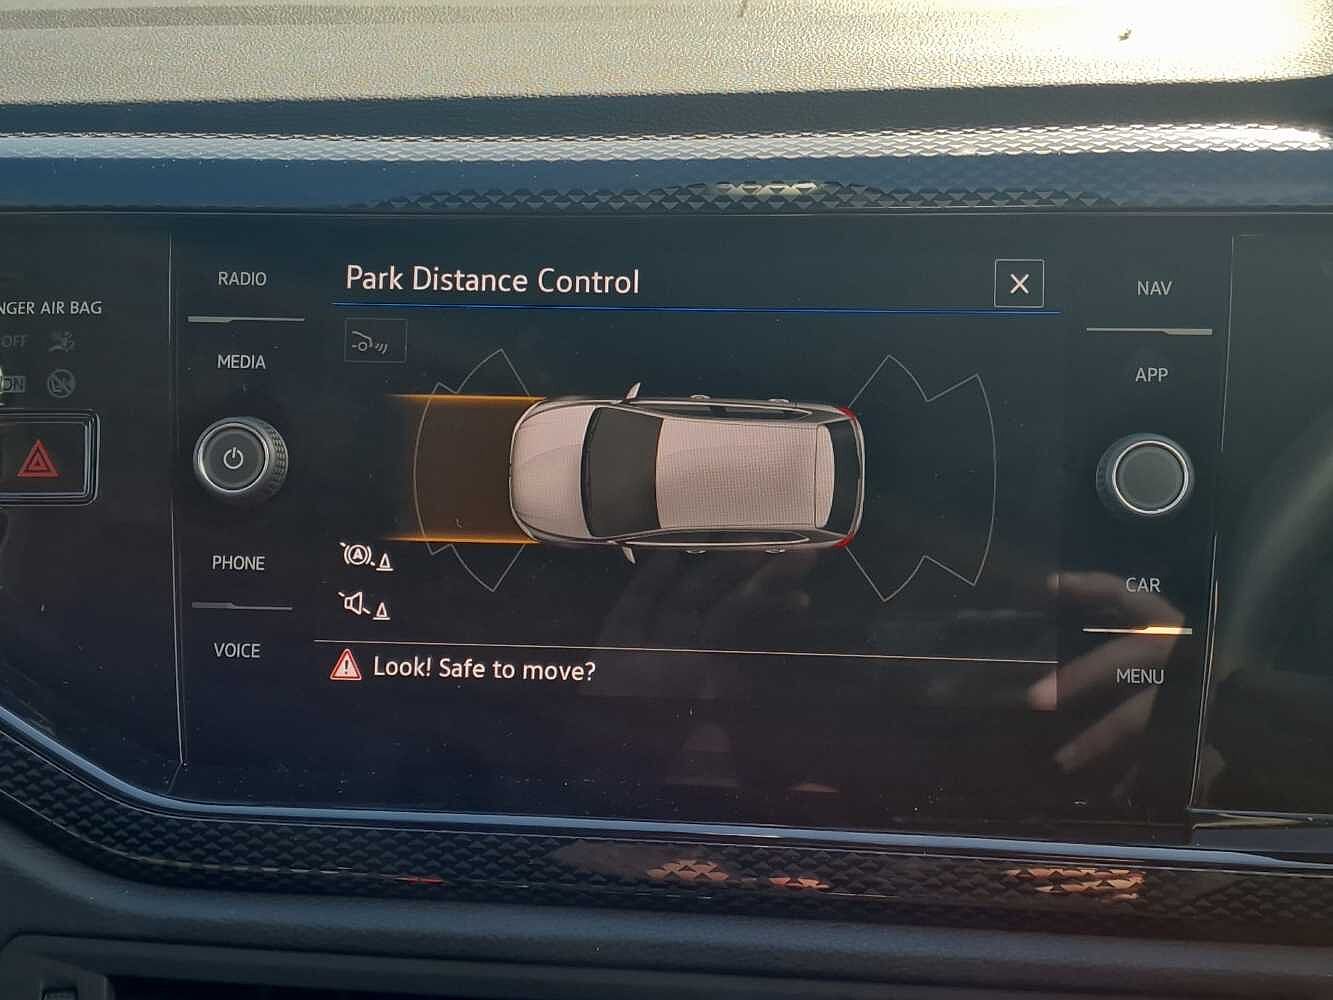 NGER AIR BAG
OFF
ON
RADIO
MEDIA
PHONE
VOICE
Park Distance Control
X
A
Look! Safe to move?
NAV
APP
CAR
MENU